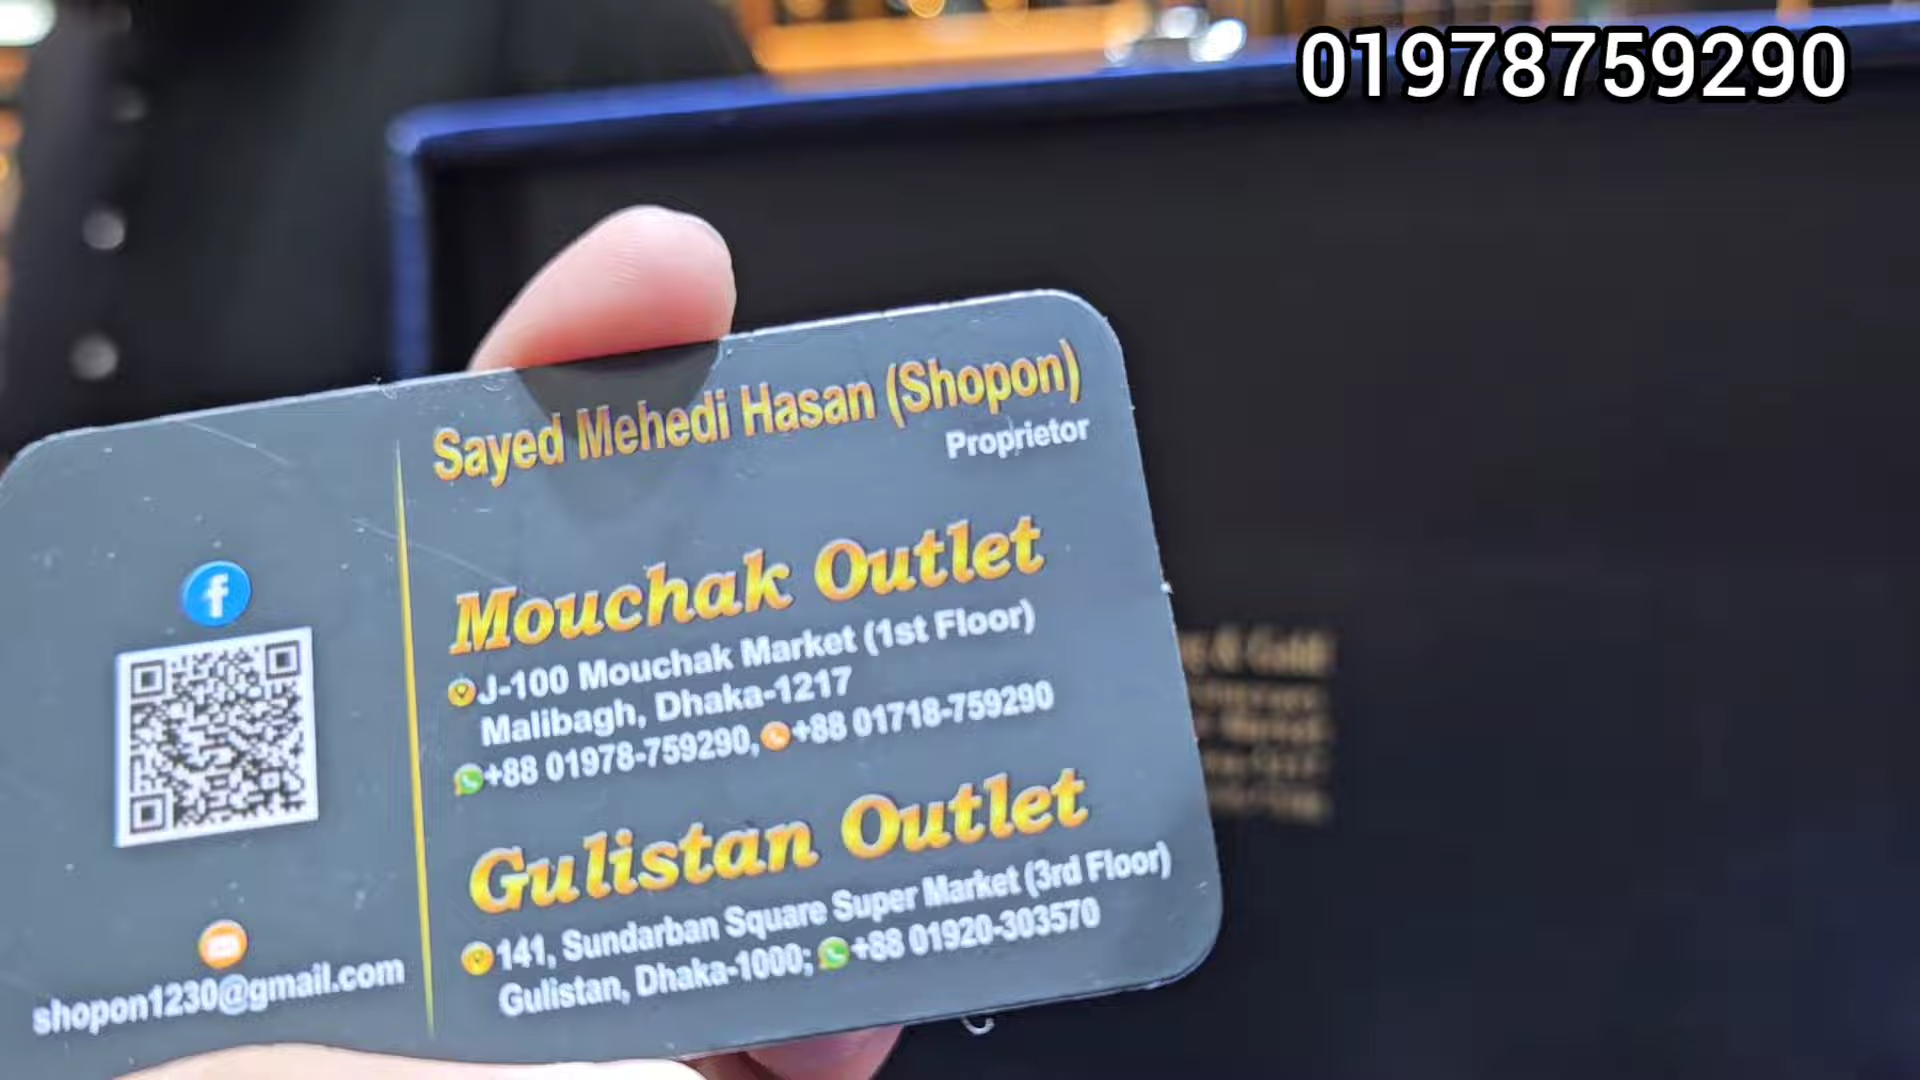 01978759290
Sayed Mehedi Hasan (Shopon)
Proprietor
Mouchak Outlet
J-100 Mouchak Market (1st Floor)
Malibagh, Dhaka-1217
+88 01978-759290, +88 01718-759290
Gulistan Outlet
141, Sundarban Square Super Market (3rd Floor)
Gulistan, Dhaka-1000; +88 01920-303570
shopon1230@gmail.com